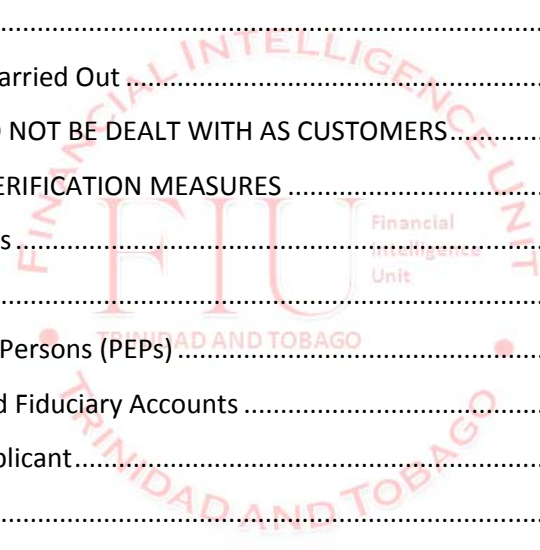 arried Out
NOT BE DEALT WITH AS CUSTOMERS
ERIFICATION MEASURES
s
Persons (PEPs)
d Fiduciary Accounts
plicant
FINANCIAL INTELLIGENCE UNIT
FIU
Financial
Intelligence
Unit
TRINIDAD AND TOBAGO
TRINIDAD AND TOBAGO